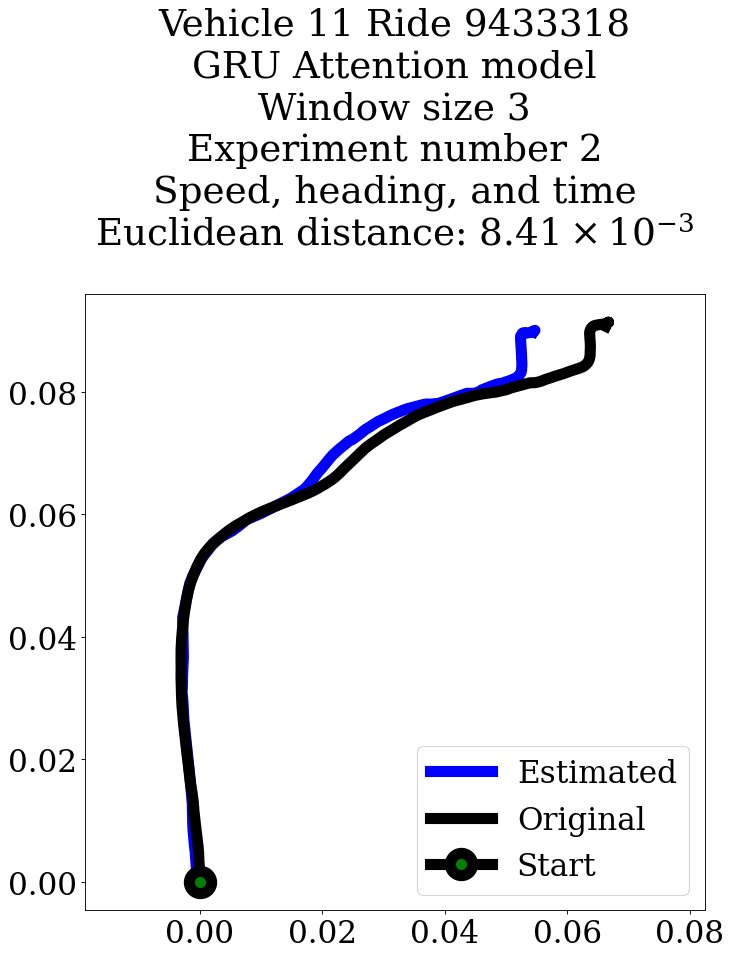 Vehicle 11 Ride 9433318
GRU Attention model
Window size 3
Experiment number 2
Speed, heading, and time
Euclidean distance: 8.41 × 10⁻³
0.08
0.06
0.04
0.02
0.00
Estimated
Original
Start
0.00 0.02 0.04 0.06 0.08